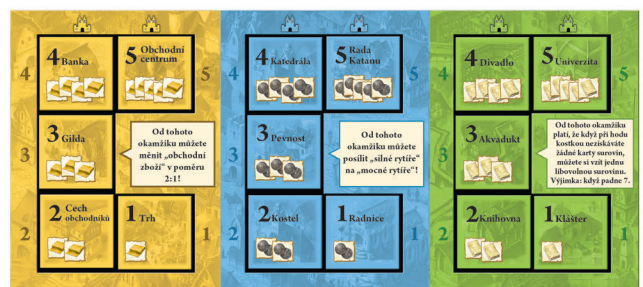 4 Banka
5 Obchodní
centrum
4
5
3 Gilda
3
Od tohoto
okamžiku můžete
měnit „obchodní
zboží“ v poměru
2:1!
2 Cech
obchodníků
1 Trh
2
1
4 Katedrála
5 Rada
Katanu
4
5
3 Pevnost
3
Od tohoto
okamžiku můžete
posílit „silné rytíře“
na „mocné rytíře“!
2 Kostel
1 Radnice
2
1
4 Divadlo
5 Univerzita
4
5
3 Akvadukt
3
Od tohoto okamžiku
platí, že když při hodu
kostkou nezískáváte
žádné karty surovin,
můžete si vzít jednu
libovolnou surovinu.
Výjimka: když padne 7.
2 Knihovna
1 Klášter
2
1